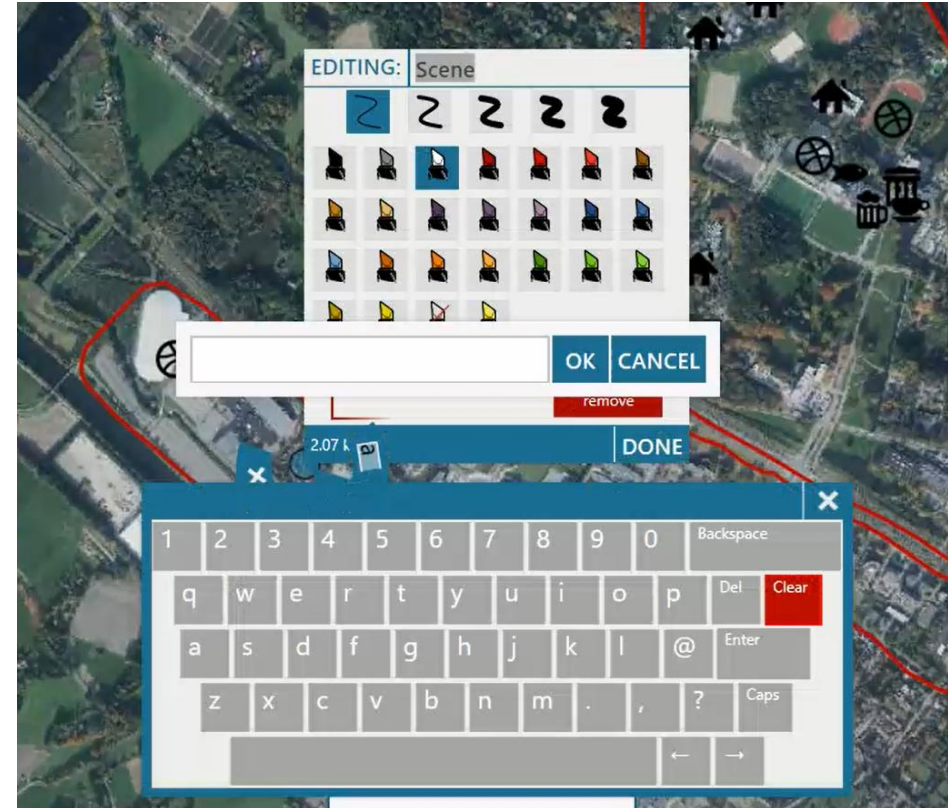 EDITING: Scene
OK CANCEL
remove
2.07 k
a
DONE
1 2 3 4 5 6 7 8 9 0 Backspace
q w e r t y u i o p Del Clear
a s d f g h j k l @ Enter
z x c v b n m . , ? Caps
← →